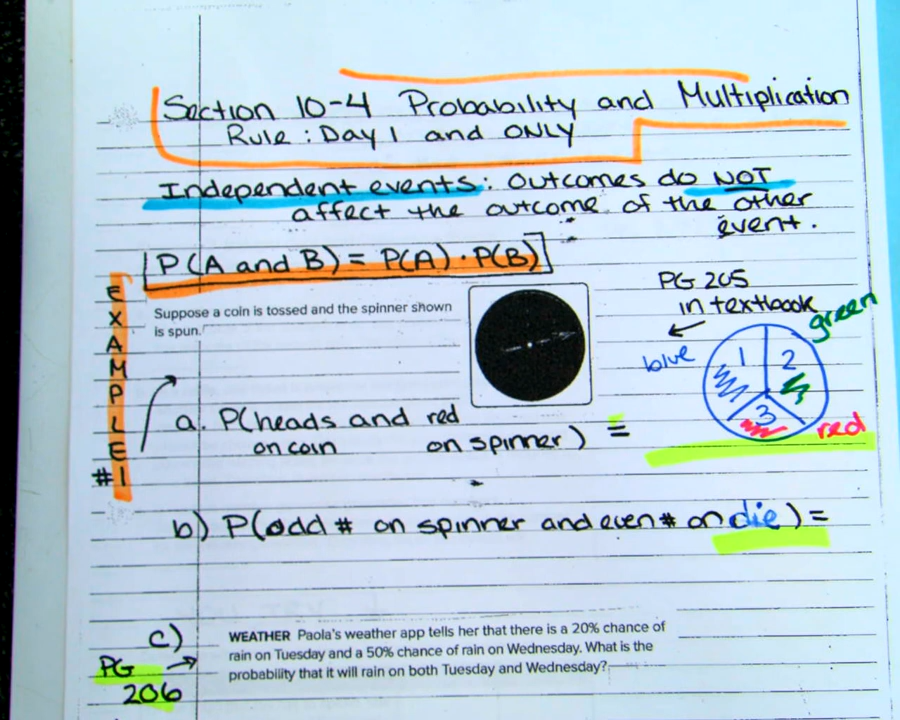 Section 10-4 Probability and Multiplication
Rule: Day 1 and ONLY
Independent events: Outcomes do NOT
affect the outcome of the other
event.
P(A and B) = P(A) · P(B)
EXAMPLE #1
Suppose a coin is tossed and the spinner shown
is spun.
PG 205
in textbook
green
blue
1
2
3
red
a. P(heads and red
on coin on spinner) =
b) P(odd # on spinner and even # on die) =
c)
PG
206
WEATHER Paola's weather app tells her that there is a 20% chance of
rain on Tuesday and a 50% chance of rain on Wednesday. What is the
probability that it will rain on both Tuesday and Wednesday?